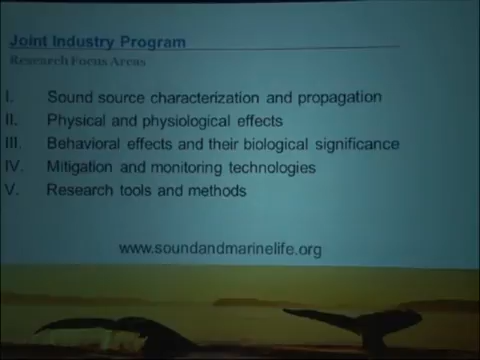 Joint Industry Program
Research Focus Areas
I. Sound source characterization and propagation
II. Physical and physiological effects
III. Behavioral effects and their biological significance
IV. Mitigation and monitoring technologies
V. Research tools and methods
www.soundandmarinelife.org